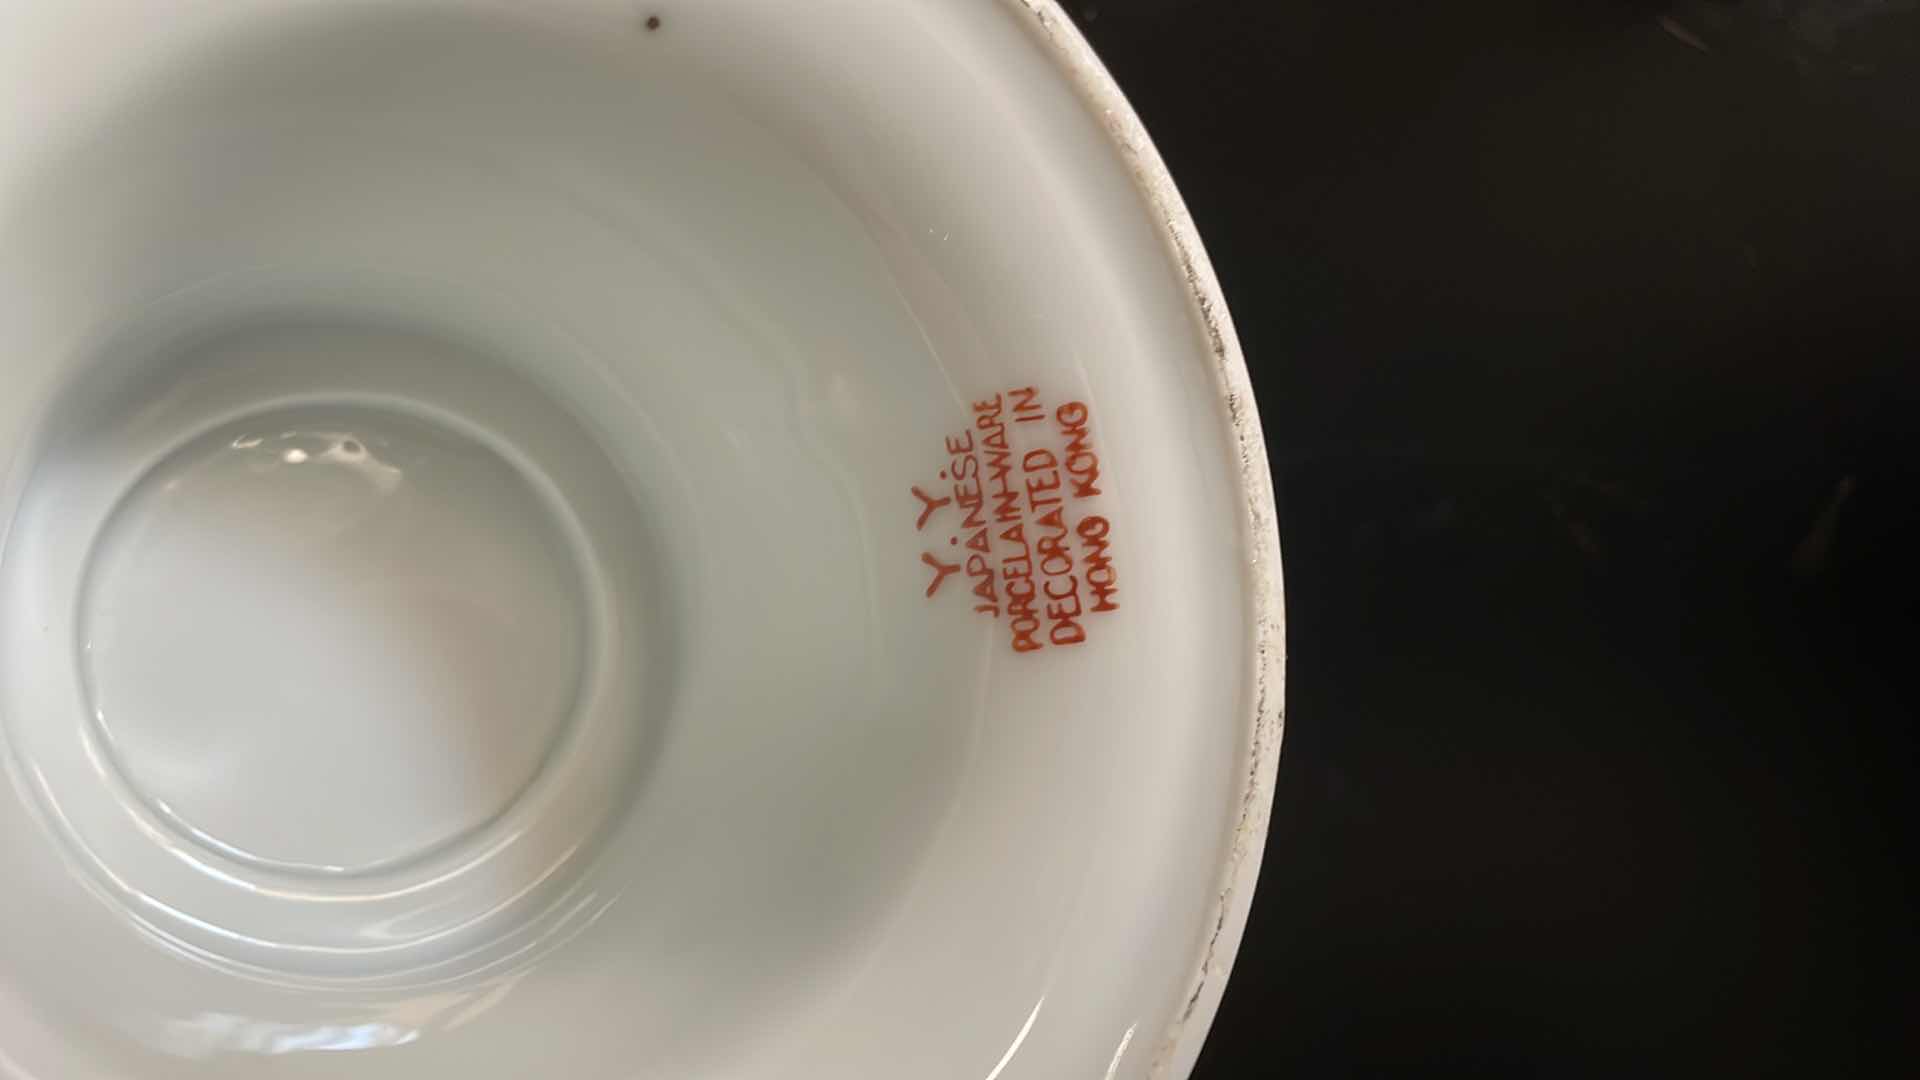 Y.Y.
JAPANESE
PORCELAIN-WARE
DECORATED IN
HONG KONG